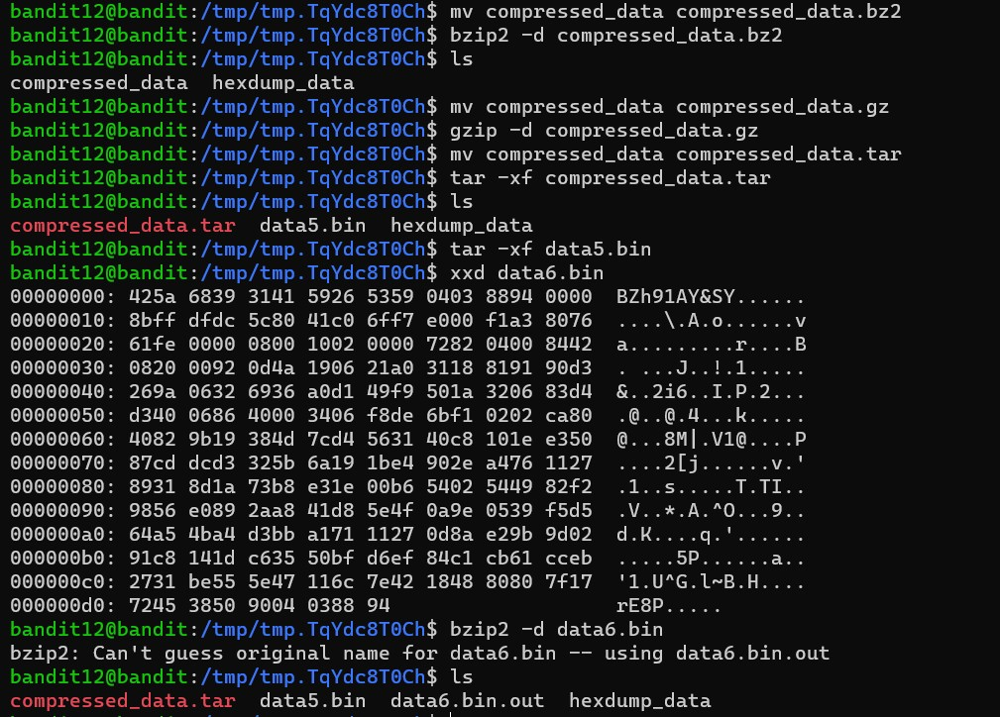 bandit12@bandit:/tmp/tmp.TqYdc8T0Ch$ mv compressed_data compressed_data.bz2
bandit12@bandit:/tmp/tmp.TqYdc8T0Ch$ bzip2 -d compressed_data.bz2
bandit12@bandit:/tmp/tmp.TqYdc8T0Ch$ ls
compressed_data  hexdump_data
bandit12@bandit:/tmp/tmp.TqYdc8T0Ch$ mv compressed_data compressed_data.gz
bandit12@bandit:/tmp/tmp.TqYdc8T0Ch$ gzip -d compressed_data.gz
bandit12@bandit:/tmp/tmp.TqYdc8T0Ch$ mv compressed_data compressed_data.tar
bandit12@bandit:/tmp/tmp.TqYdc8T0Ch$ tar -xf compressed_data.tar
bandit12@bandit:/tmp/tmp.TqYdc8T0Ch$ ls
compressed_data.tar  data5.bin  hexdump_data
bandit12@bandit:/tmp/tmp.TqYdc8T0Ch$ tar -xf data5.bin
bandit12@bandit:/tmp/tmp.TqYdc8T0Ch$ xxd data6.bin
00000000: 425a 6839 3141 5926 5359 0403 8894 0000  BZh91AY&SY......
00000010: 8bff dfdc 5c80 41c0 6ff7 e000 f1a3 8076  ....\.A.o......v
00000020: 61fe 0000 0800 1002 0000 7282 0400 8442  a.........r....B
00000030: 0820 0092 0d4a 1906 21a0 3118 8191 90d3  . ...J..!.1.....
00000040: 269a 0632 6936 a0d1 49f9 501a 3206 83d4  &..2i6..I.P.2...
00000050: d340 0686 4000 3406 f8de 6bf1 0202 ca80  .@..@.4...k.....
00000060: 4082 9b19 384d 7cd4 5631 40c8 101e e350  @...8M|.V1@....P
00000070: 87cd dcd3 325b 6a19 1be4 902e a476 1127  ....2[j......v.'
00000080: 8931 8d1a 73b8 e31e 00b6 5402 5449 82f2  .1..s.....T.TI..
00000090: 9856 e089 2aa8 41d8 5e4f 0a9e 0539 f5d5  .V..*.A.^O...9..
000000a0: 64a5 4ba4 d3bb a171 1127 0d8a e29b 9d02  d.K....q.'......
000000b0: 91c8 141d c635 50bf d6ef 84c1 cb61 cceb  .....5P......a..
000000c0: 2731 be55 5e47 116c 7e42 1848 8080 7f17  '1.U^G.l~B.H....
000000d0: 7245 3850 9004 0388 94                   rE8P.....
bandit12@bandit:/tmp/tmp.TqYdc8T0Ch$ bzip2 -d data6.bin
bzip2: Can't guess original name for data6.bin -- using data6.bin.out
bandit12@bandit:/tmp/tmp.TqYdc8T0Ch$ ls
compressed_data.tar  data5.bin  data6.bin.out  hexdump_data